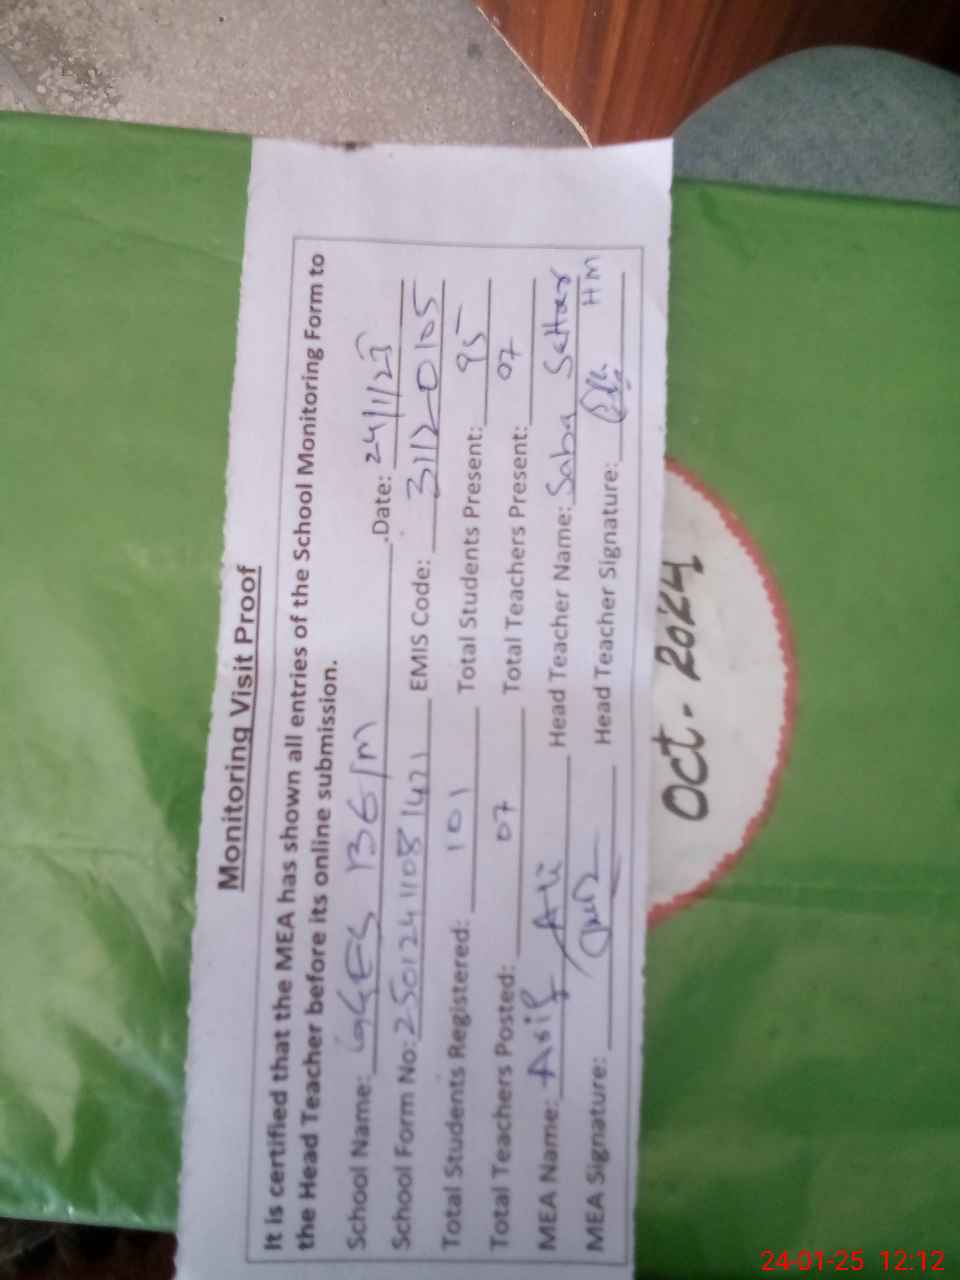 Monitoring Visit Proof
It is certified that the MEA has shown all entries of the School Monitoring Form to
the Head Teacher before its online submission.
School Name: GGES 136/M Date: 24/1/25
School Form No: 25012411081421 EMIS Code: 31120105
Total Students Registered: 101 Total Students Present: 95
Total Teachers Posted: 07 Total Teachers Present: 07
MEA Name: Asif Ali Head Teacher Name: Saba Sattar
MEA Signature: Head Teacher Signature: HM
Oct. 2024
24-01-25 12:12